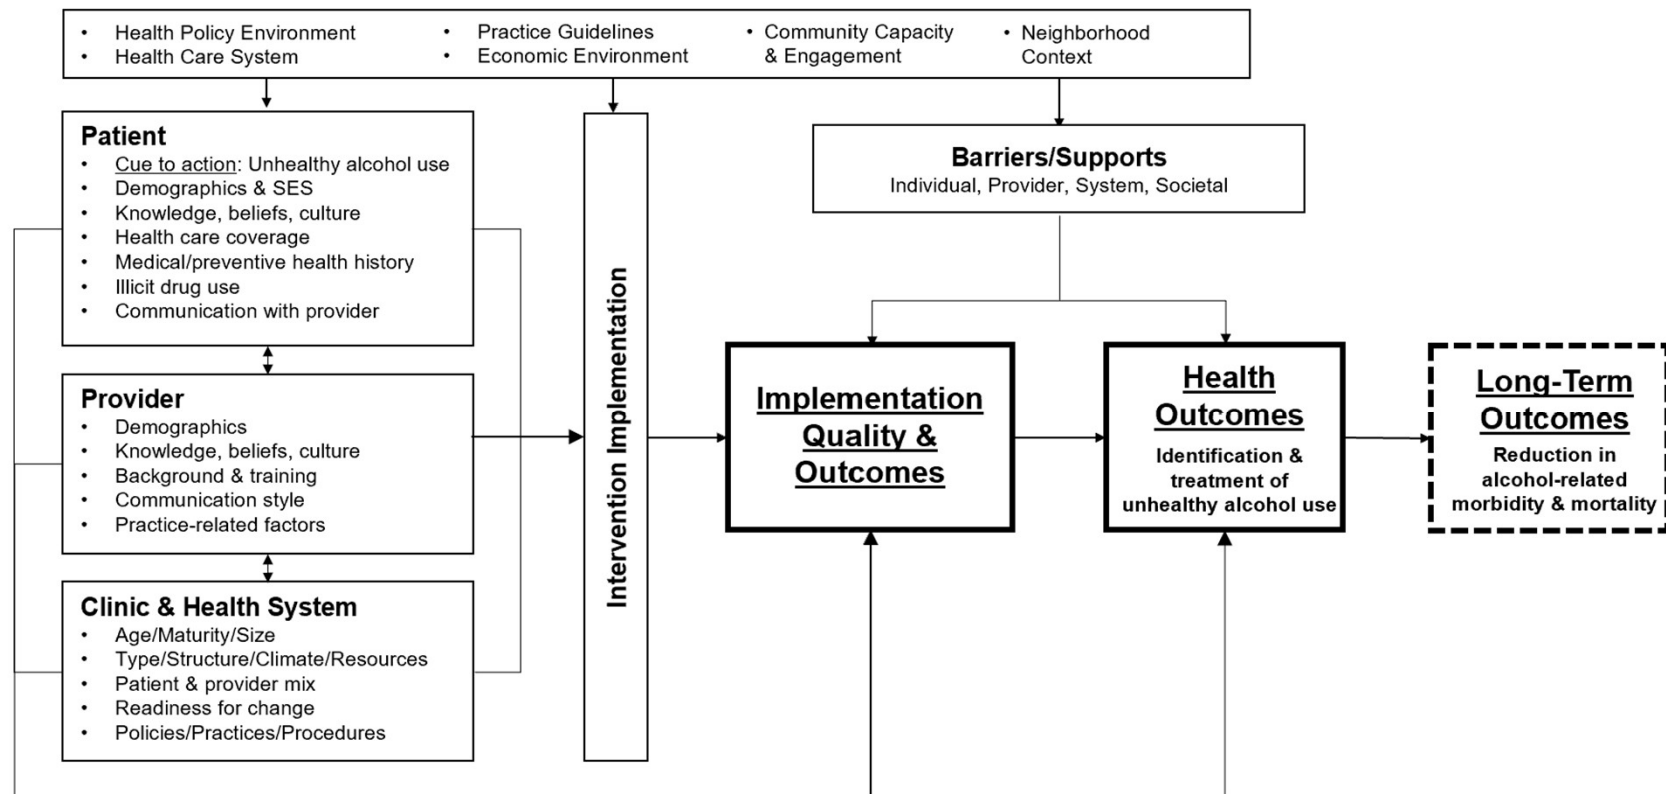 • Health Policy Environment
• Health Care System
• Practice Guidelines
• Economic Environment
• Community Capacity
& Engagement
• Neighborhood
Context
Patient
• Cue to action: Unhealthy alcohol use
• Demographics & SES
• Knowledge, beliefs, culture
• Health care coverage
• Medical/preventive health history
• Illicit drug use
• Communication with provider
Provider
• Demographics
• Knowledge, beliefs, culture
• Background & training
• Communication style
• Practice-related factors
Clinic & Health System
• Age/Maturity/Size
• Type/Structure/Climate/Resources
• Patient & provider mix
• Readiness for change
• Policies/Practices/Procedures
Intervention Implementation
Barriers/Supports
Individual, Provider, System, Societal
Implementation
Quality &
Outcomes
Health
Outcomes
Identification &
treatment of
unhealthy alcohol use
Long-Term
Outcomes
Reduction in
alcohol-related
morbidity & mortality